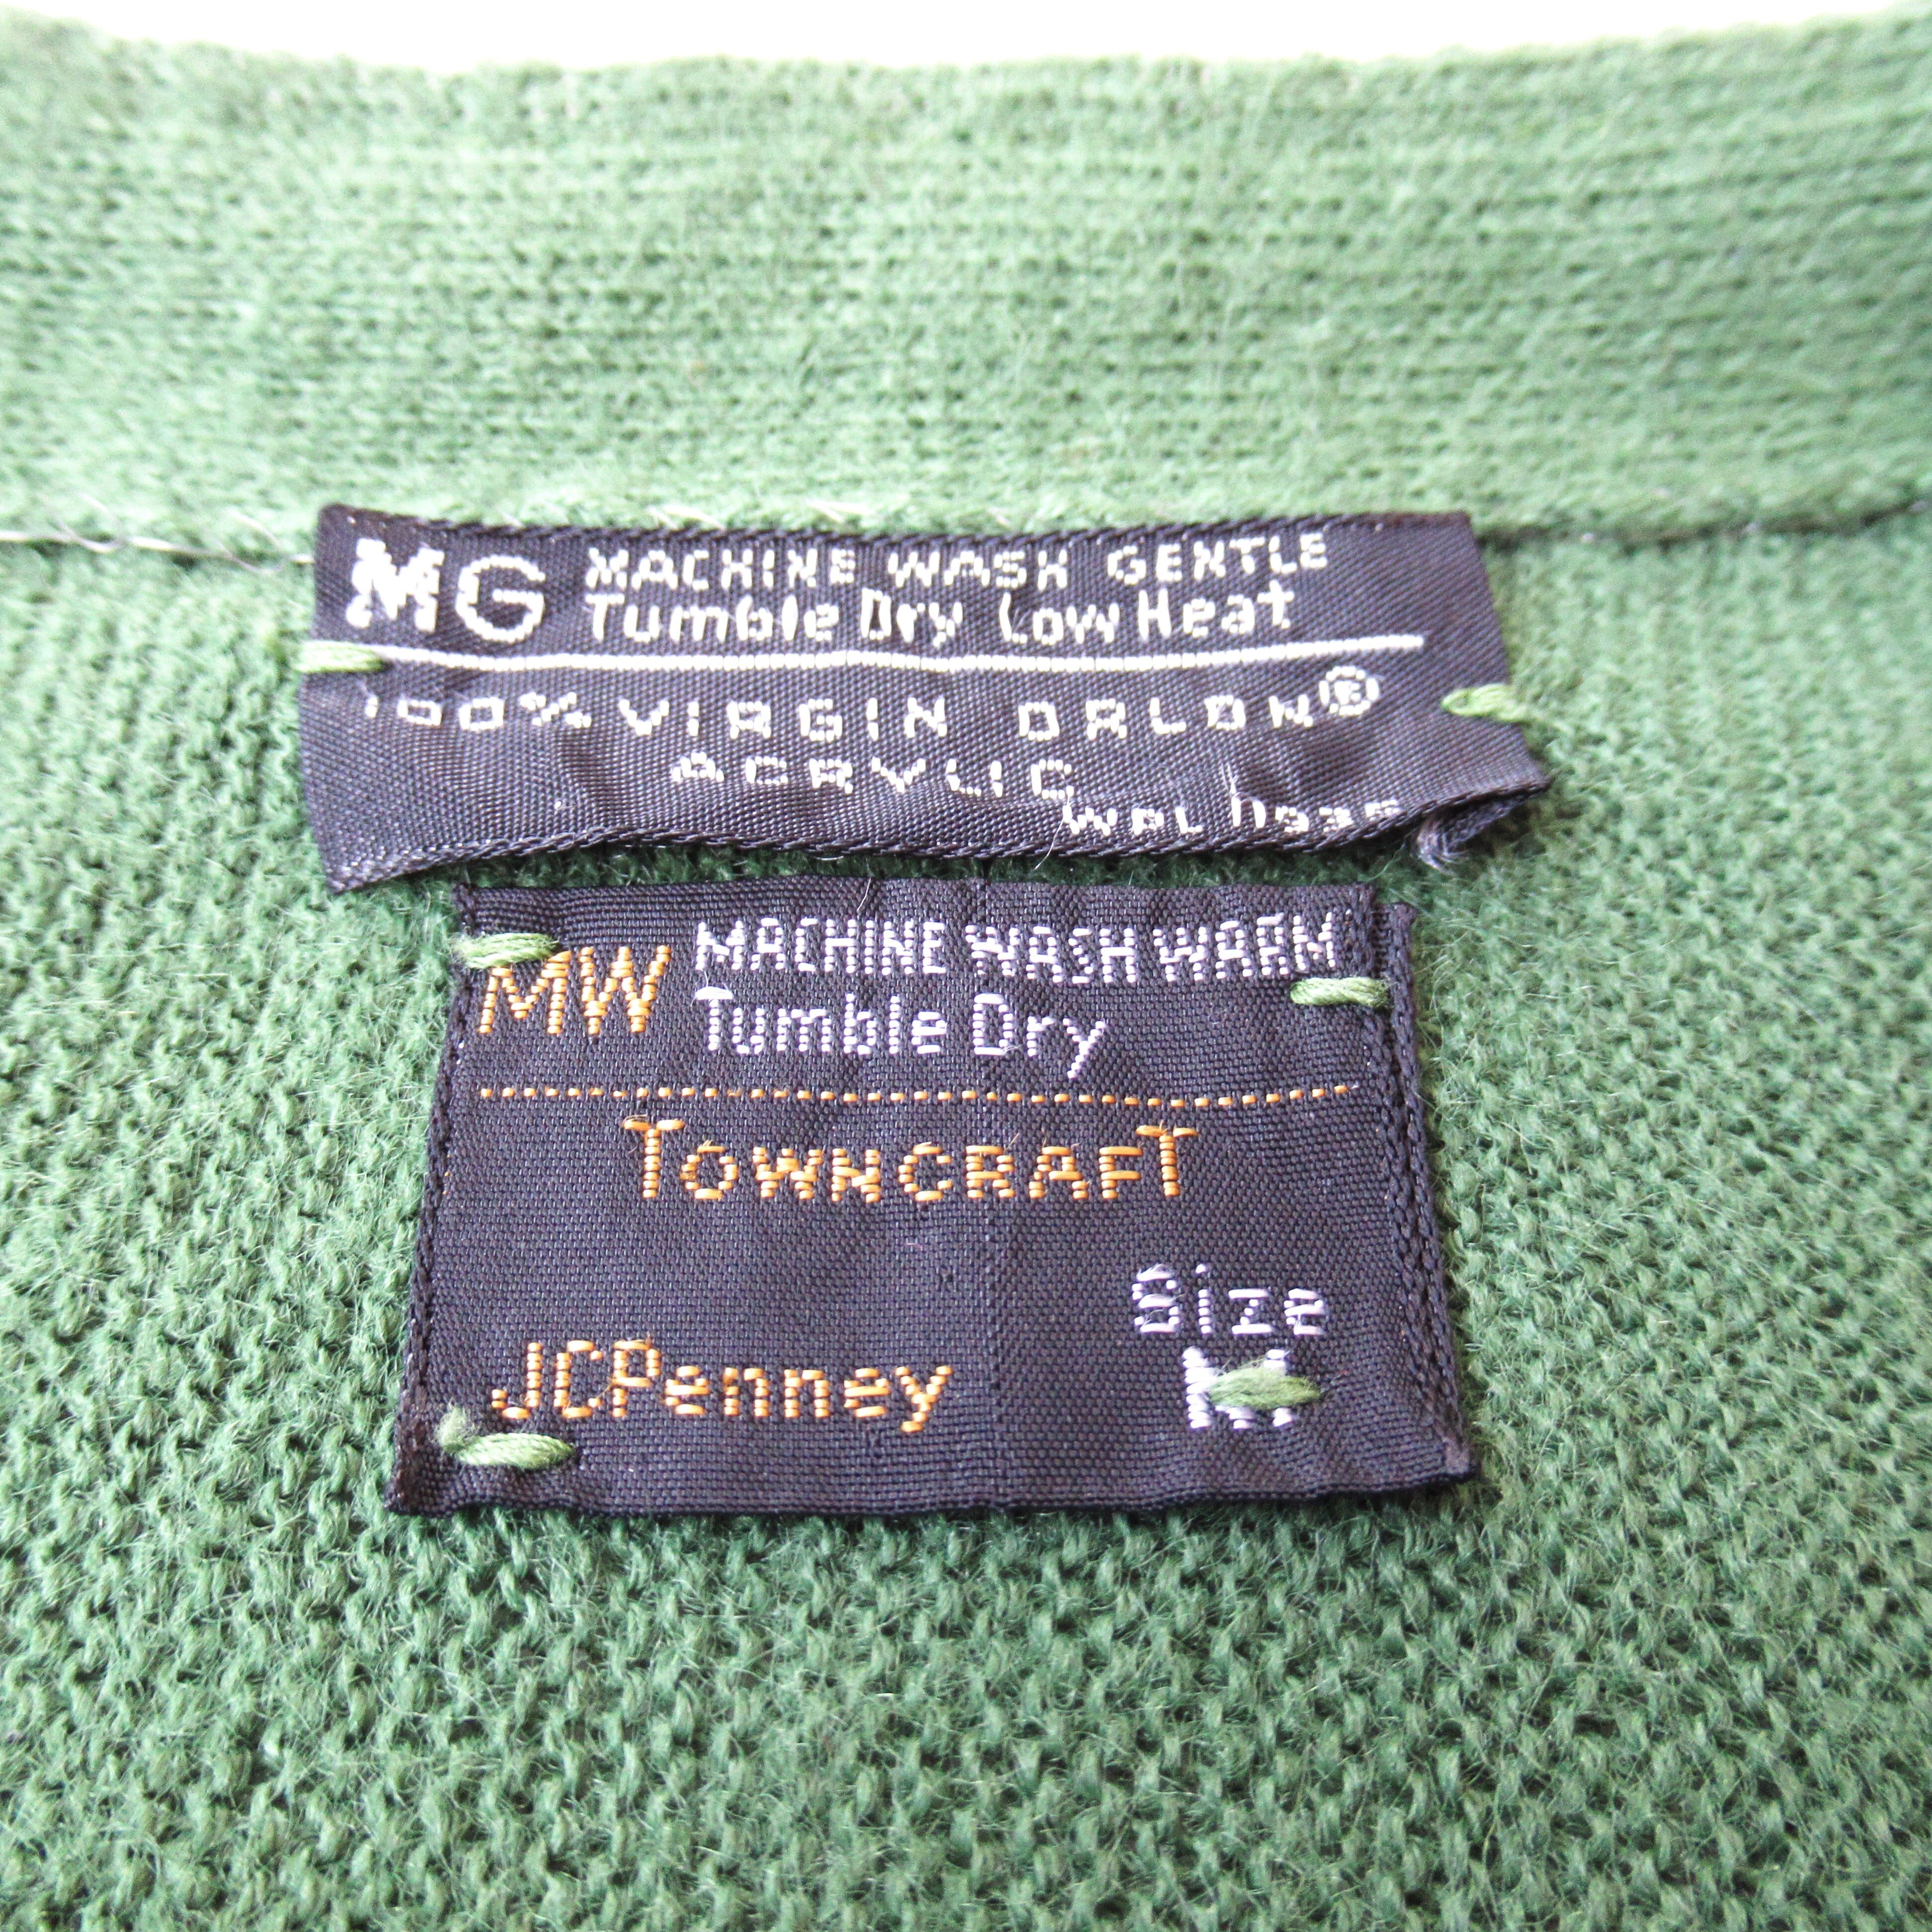 MG MACHINE WASH GENTLE
Tumble Dry Low Heat
100% VIRGIN ORLON®
ACRYLIC
WPL
MW MACHINE WASH WARM
Tumble Dry
TOWNCRAFT
Size
JCPenney M